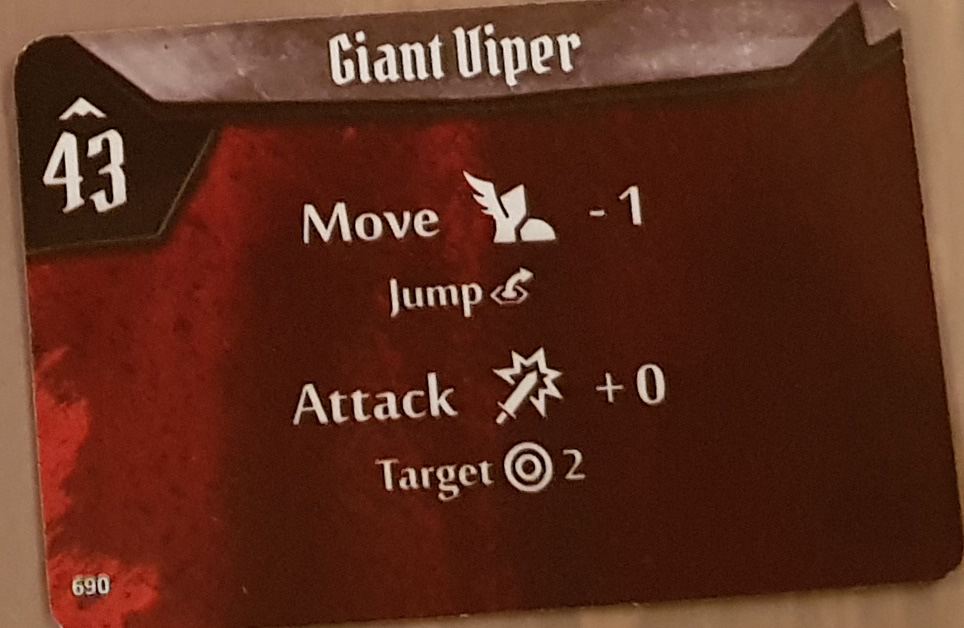 Giant Viper
43
Move - 1
Jump
Attack + 0
Target 2
690